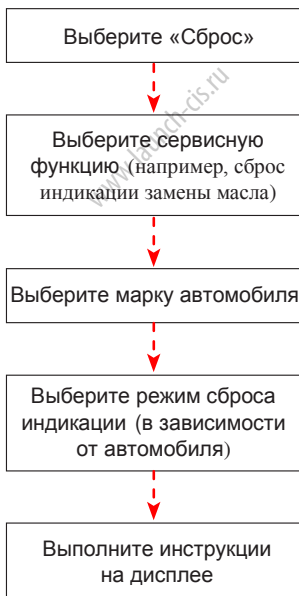 Выберите «Сброс»
www.launch-cis.ru
Выберите сервисную
функцию (например, сброс
индикации замены масла)
Выберите марку автомобиля
Выберите режим сброса
индикации (в зависимости
от автомобиля)
Выполните инструкции
на дисплее